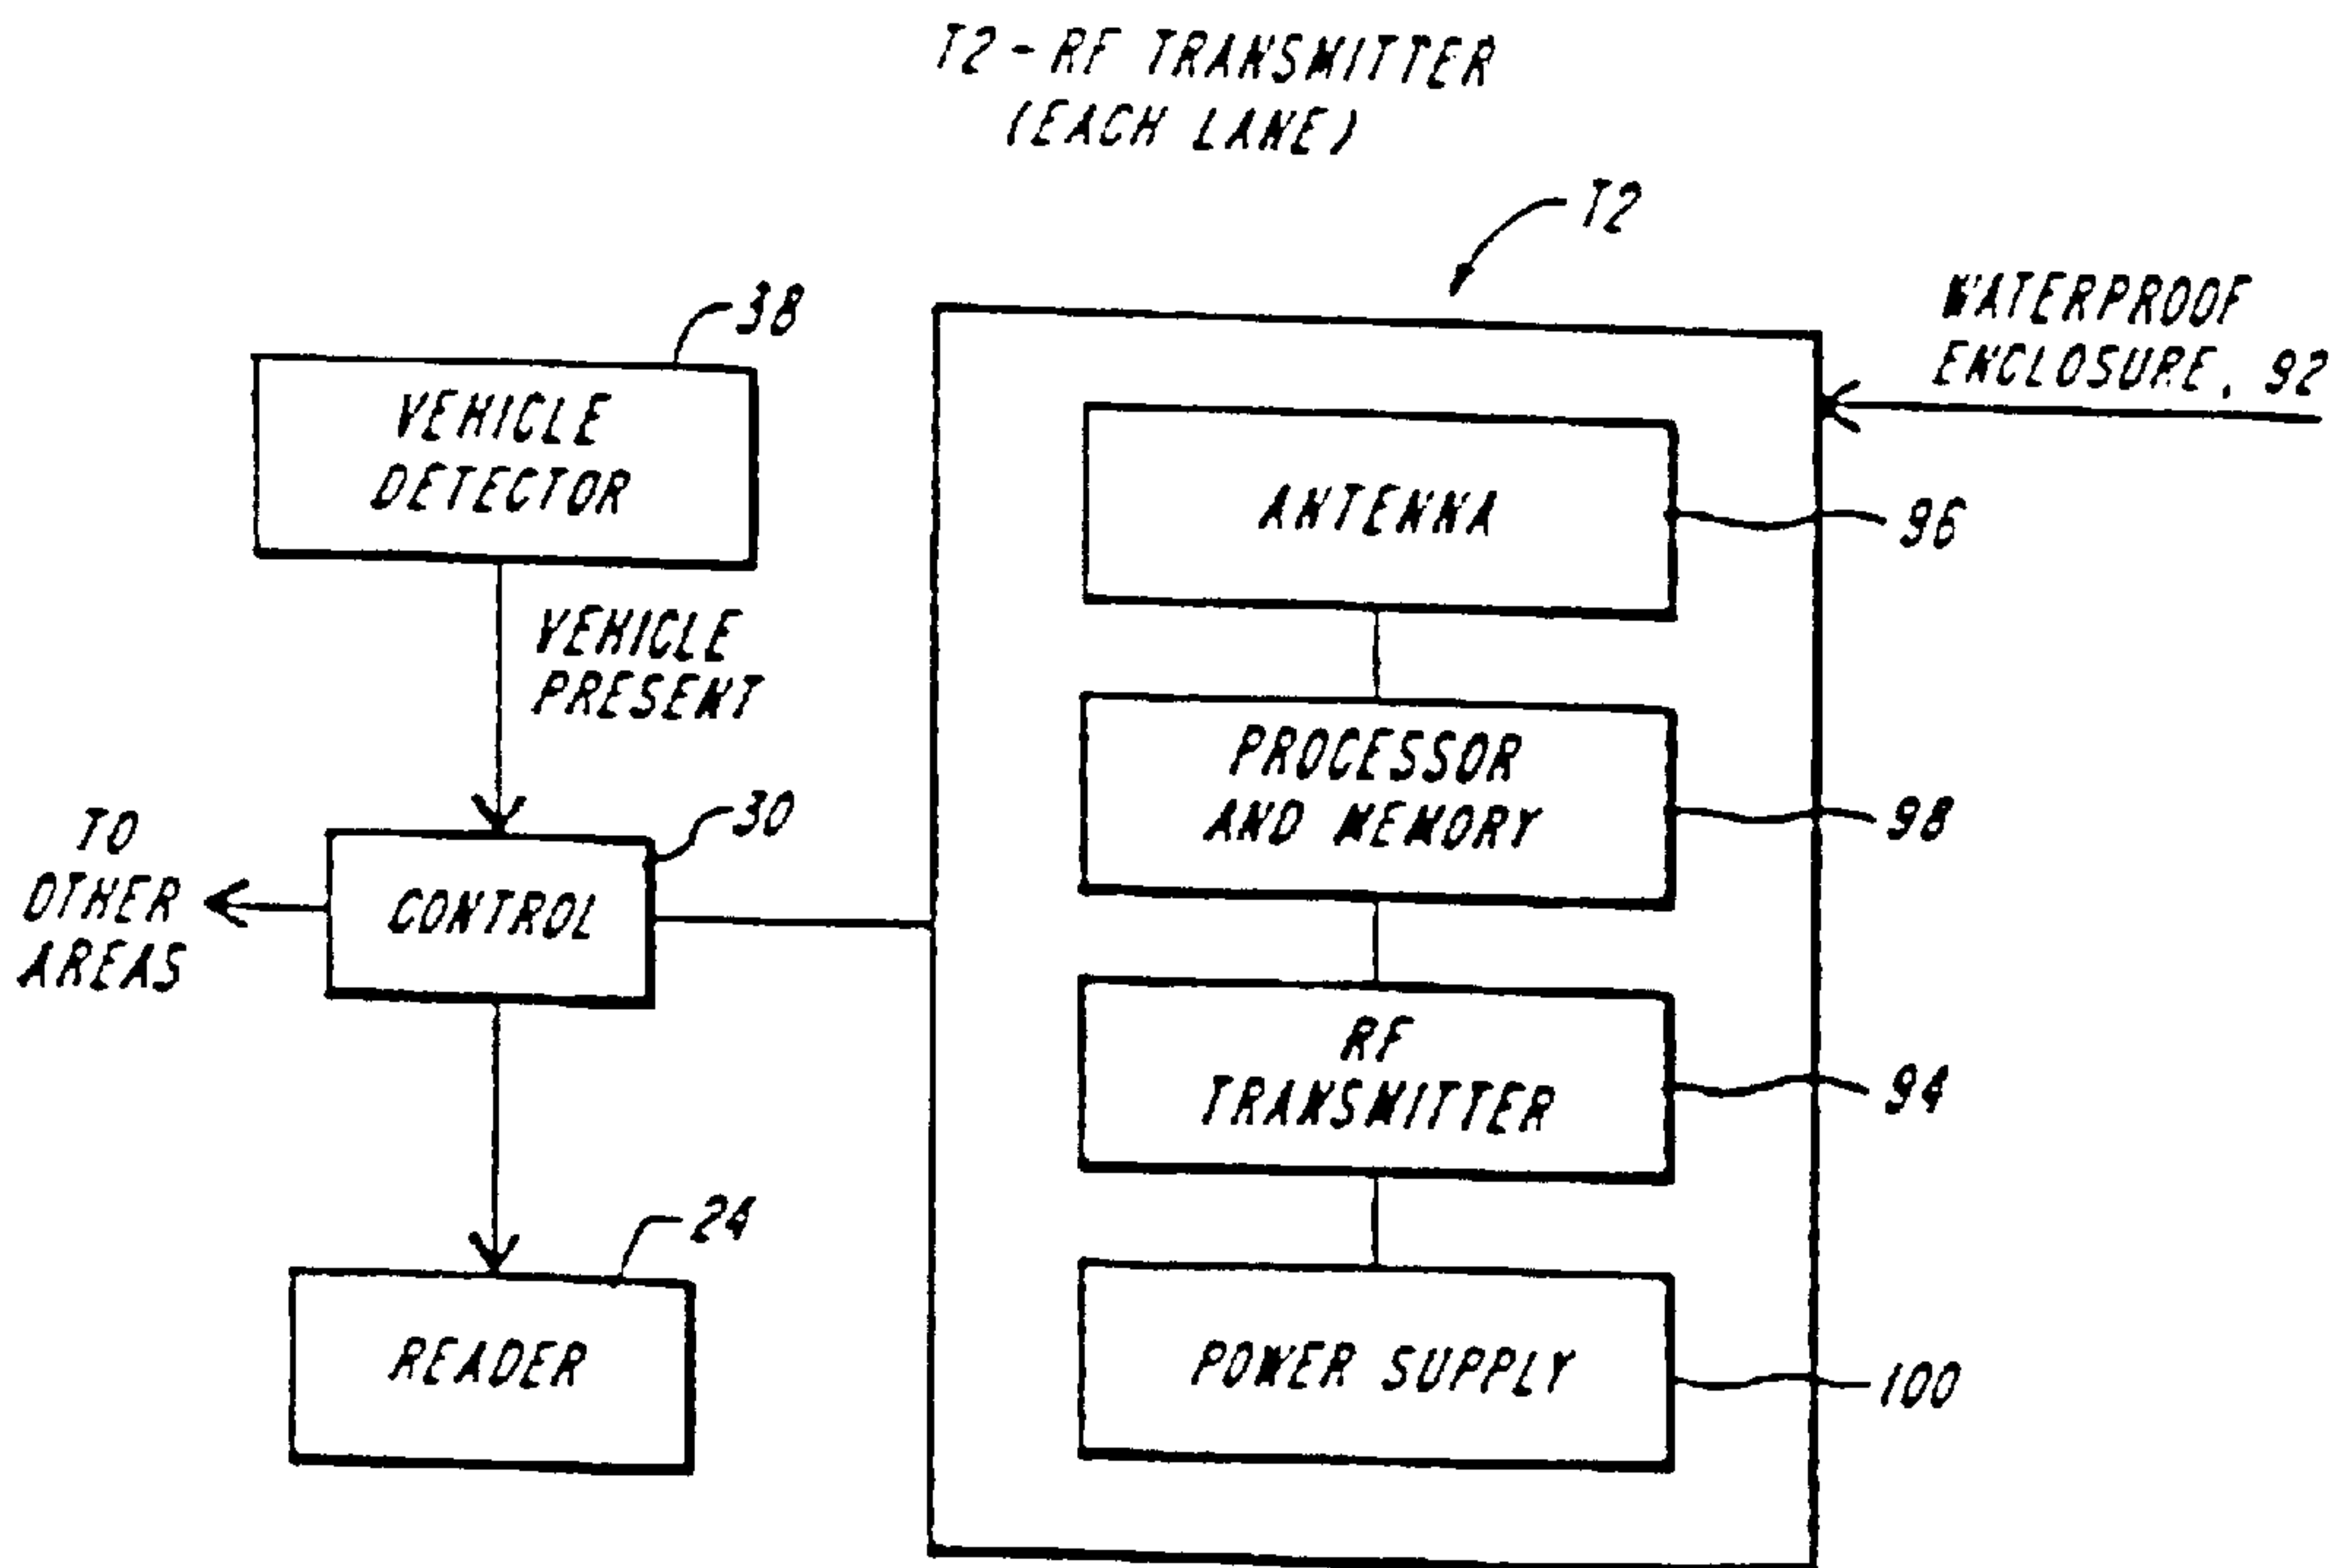 T2-RF TRANSMITTER
(EACH LANE)
T2
WATERPROOF
ENCLOSURE, 92
38
VEHICLE
DETECTOR
ANTENNA
96
VEHICLE
PRESENT
PROCESSOR
AND MEMORY
98
30
TO
OTHER
AREAS
CONTROL
RF
TRANSMITTER
94
24
READER
POWER SUPPLY
100